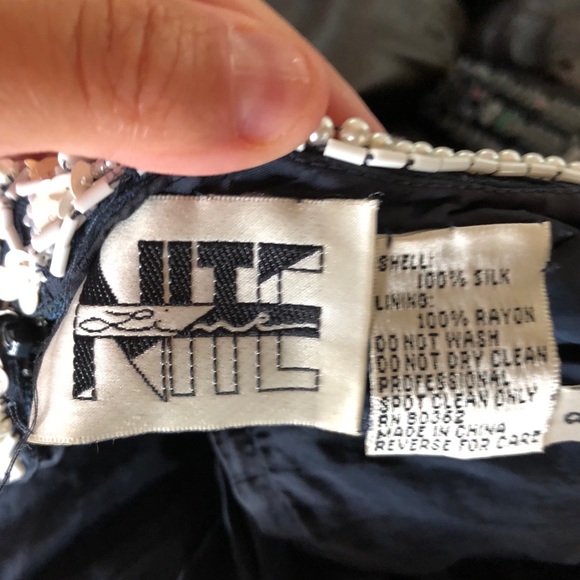 NITE
Line
SHELL:
100% SILK
LINING:
100% RAYON
DO NOT WASH
DO NOT DRY CLEAN
PROFESSIONAL
SPOT CLEAN ONLY
RN 80362
MADE IN CHINA
REVERSE FOR CARE